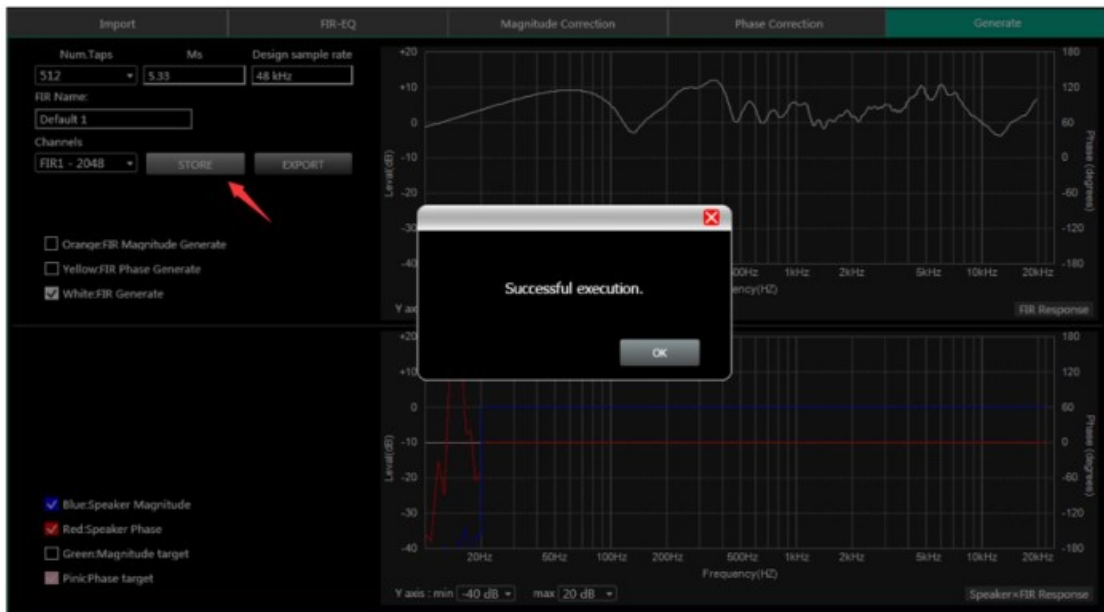 Import FIR-EQ Magnitude Correction Phase Correction Generate
Num.Taps Ms Design sample rate
512 5.33 48 kHz
FIR Name:
Default 1
Channels
FIR1 - 2048 STORE EXPORT
Orange:FIR Magnitude Generate
Yellow:FIR Phase Generate
White:FIR Generate
+20 180
+10 120
0 60
-10 0
-20 -60
-30 -120
-40 -180
Leval(dB)
Phase (degrees)
1kHz 2kHz 5kHz 10kHz 20kHz
FIR Response
Successful execution.
OK
Blue:Speaker Magnitude
Red:Speaker Phase
Green:Magnitude target
Pink:Phase target
+20 180
+10 120
0 60
-10 0
-20 -60
-30 -120
-40 -180
Leval(dB)
Phase (degrees)
20Hz 50Hz 100Hz 200Hz 500Hz 1kHz 2kHz 5kHz 10kHz 20kHz
Frequency(HZ)
Y axis : min -40 dB max 20 dB Speaker×FIR Response